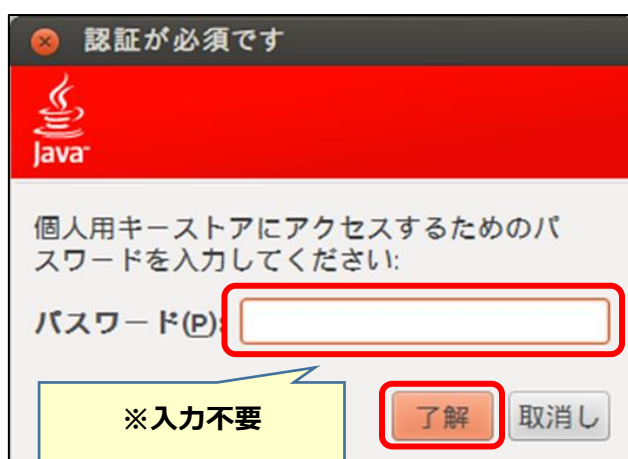 認証が必須です
Java
個人用キーストアにアクセスするためのパ
スワードを入力してください:
パスワード(P):
※入力不要
了解
取消し